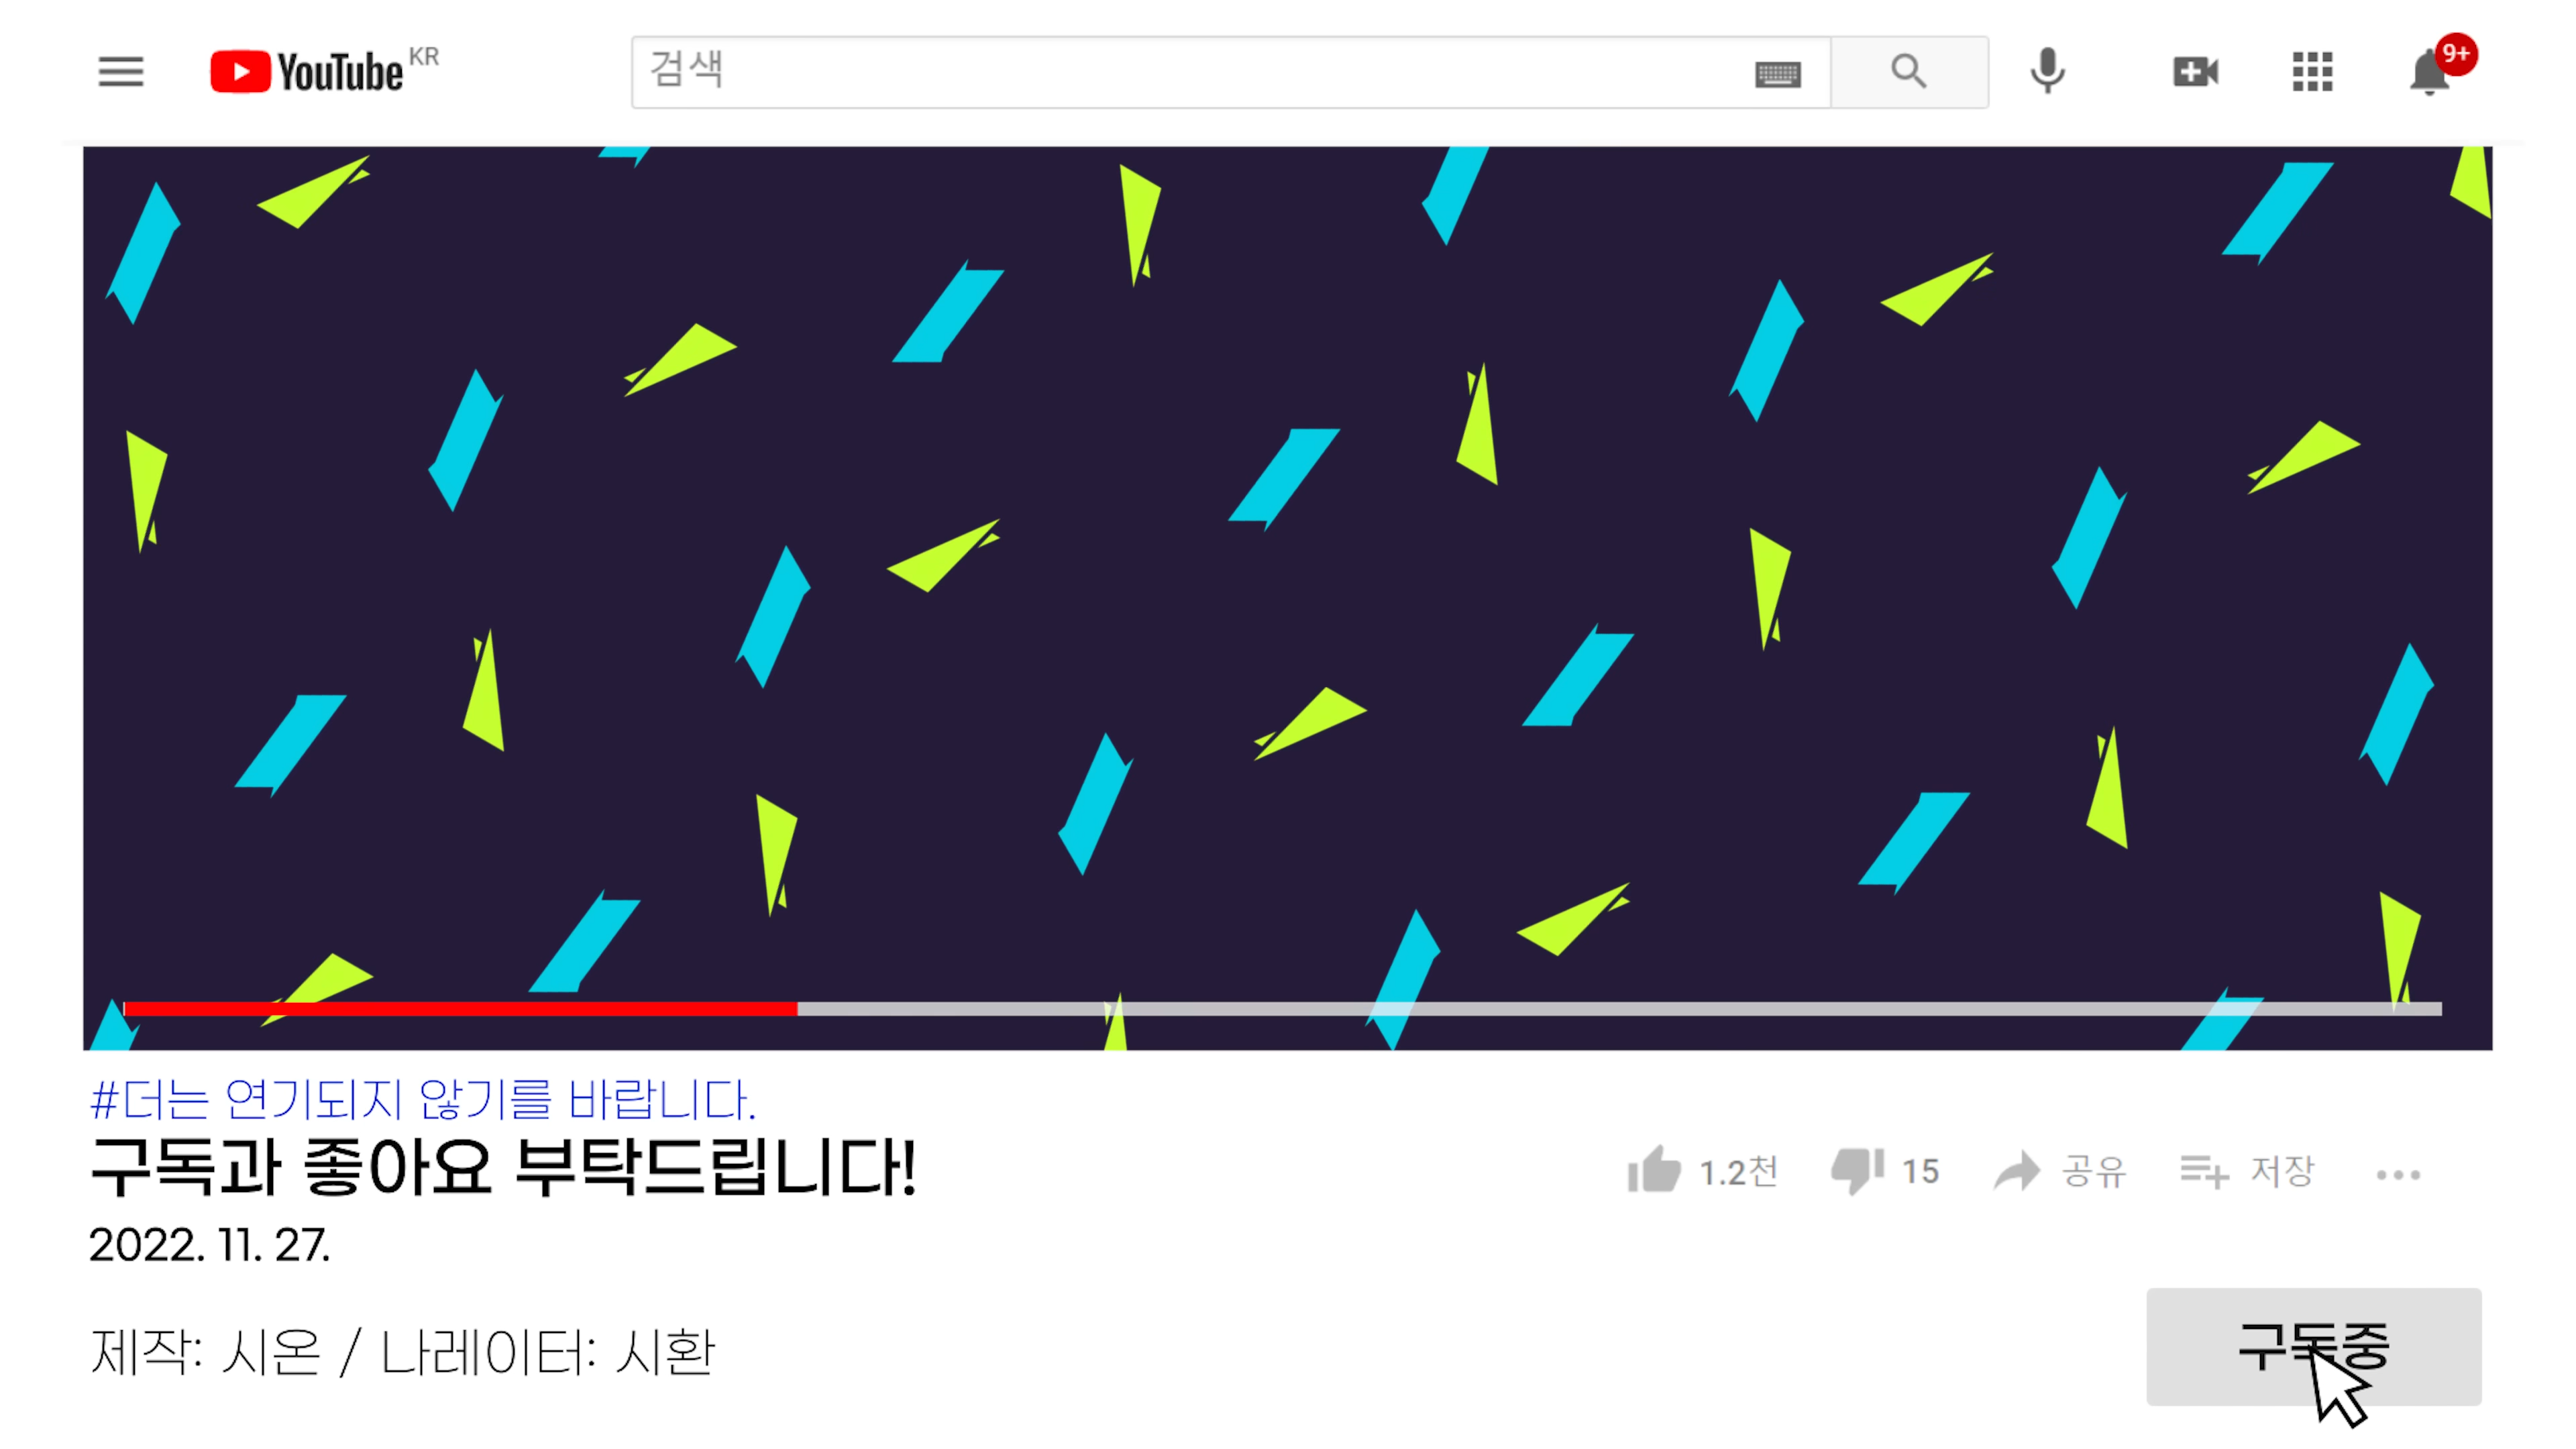 YouTube KR
검색
9+
#더는 연기되지 않기를 바랍니다.
구독과 좋아요 부탁드립니다!
1.2천
15
공유
저장
2022. 11. 27.
제작: 시온 / 나레이터: 시환
구독중